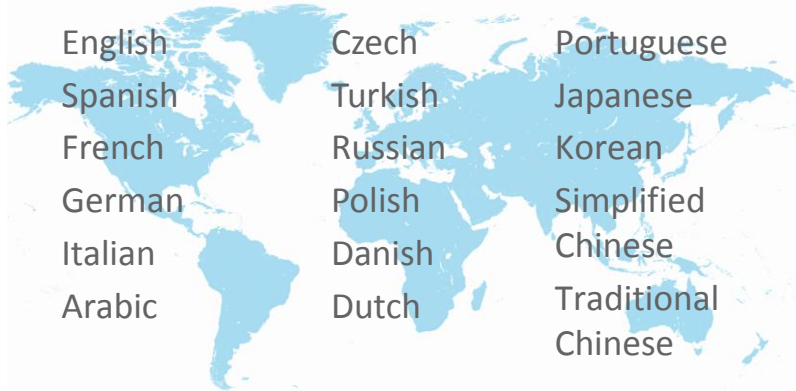 English
Spanish
French
German
Italian
Arabic
Czech
Turkish
Russian
Polish
Danish
Dutch
Portuguese
Japanese
Korean
Simplified
Chinese
Traditional
Chinese